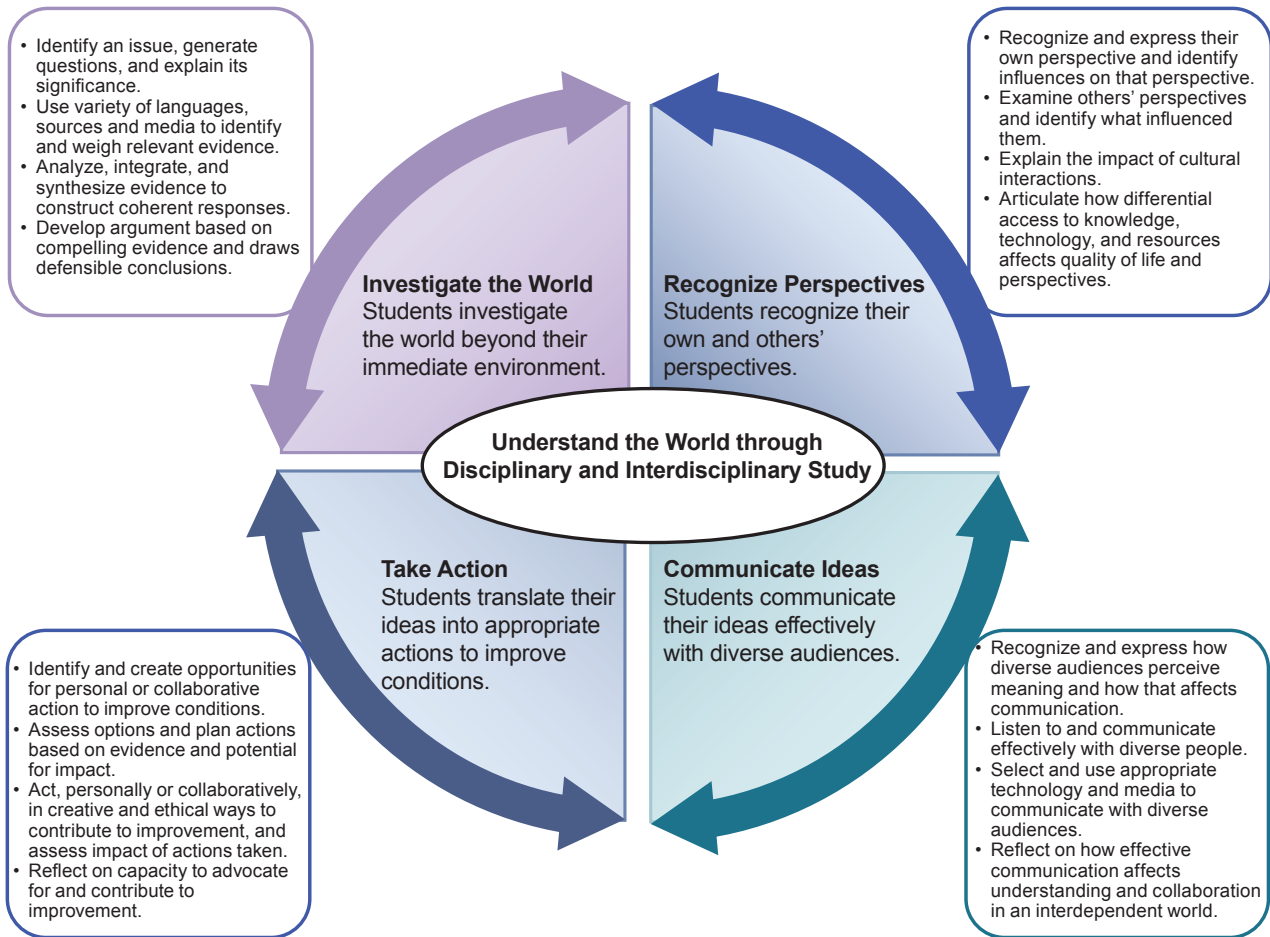 • Identify an issue, generate
questions, and explain its
significance.
• Use variety of languages,
sources and media to identify
and weigh relevant evidence.
• Analyze, integrate, and
synthesize evidence to
construct coherent responses.
• Develop argument based on
compelling evidence and draws
defensible conclusions.
• Recognize and express their
own perspective and identify
influences on that perspective.
• Examine others’ perspectives
and identify what influenced
them.
• Explain the impact of cultural
interactions.
• Articulate how differential
access to knowledge,
technology, and resources
affects quality of life and
perspectives.
Investigate the World
Students investigate
the world beyond their
immediate environment.
Recognize Perspectives
Students recognize their
own and others’
perspectives.
Understand the World through
Disciplinary and Interdisciplinary Study
Take Action
Students translate their
ideas into appropriate
actions to improve
conditions.
Communicate Ideas
Students communicate
their ideas effectively
with diverse audiences.
• Identify and create opportunities
for personal or collaborative
action to improve conditions.
• Assess options and plan actions
based on evidence and potential
for impact.
• Act, personally or collaboratively,
in creative and ethical ways to
contribute to improvement, and
assess impact of actions taken.
• Reflect on capacity to advocate
for and contribute to
improvement.
• Recognize and express how
diverse audiences perceive
meaning and how that affects
communication.
• Listen to and communicate
effectively with diverse people.
• Select and use appropriate
technology and media to
communicate with diverse
audiences.
• Reflect on how effective
communication affects
understanding and collaboration
in an interdependent world.